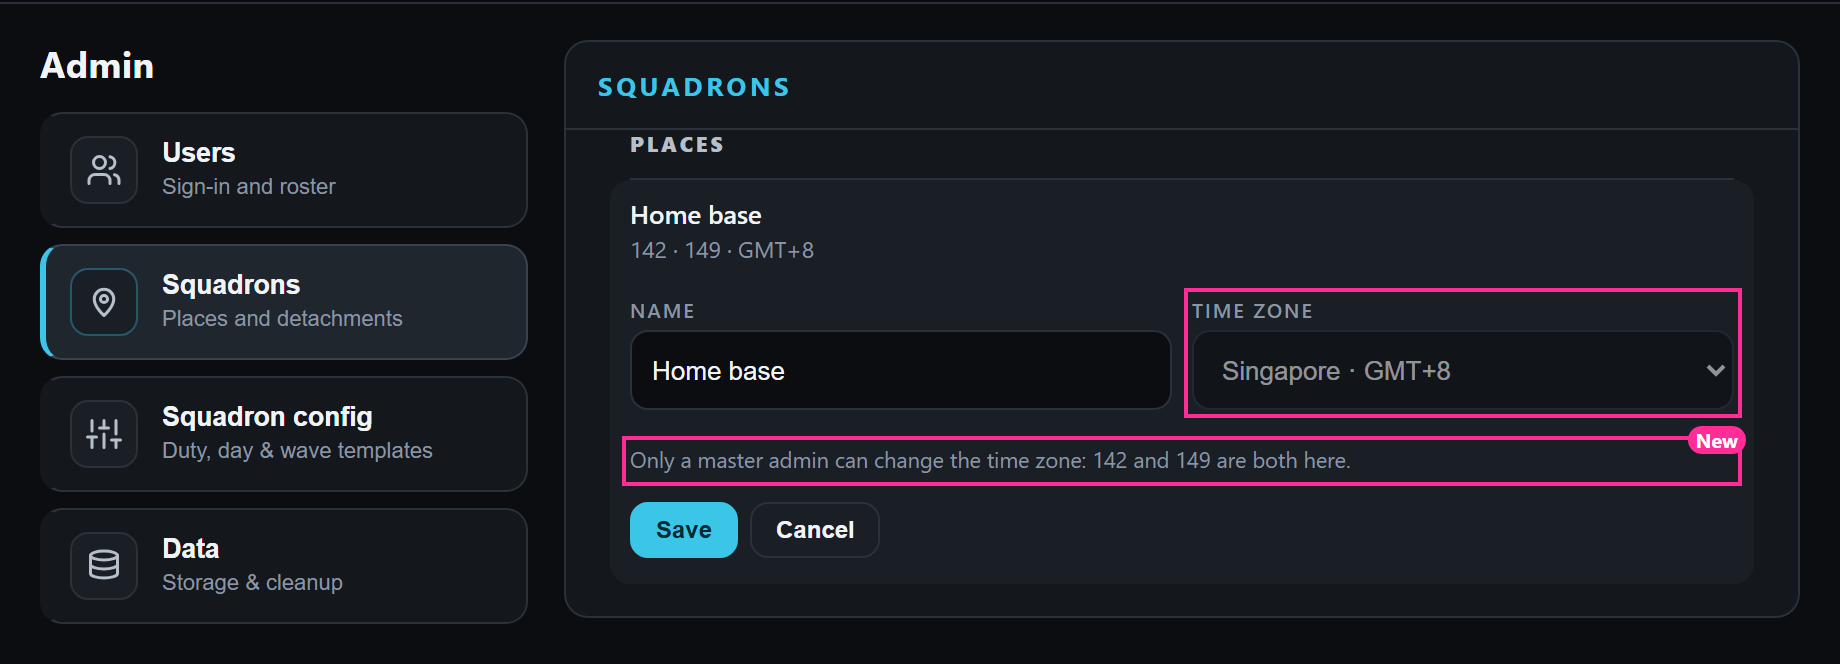 Admin
Users
Sign-in and roster
Squadrons
Places and detachments
Squadron config
Duty, day & wave templates
Data
Storage & cleanup
SQUADRONS
PLACES
Home base
142 · 149 · GMT+8
NAME
Home base
TIME ZONE
Singapore · GMT+8
New
Only a master admin can change the time zone: 142 and 149 are both here.
Save
Cancel